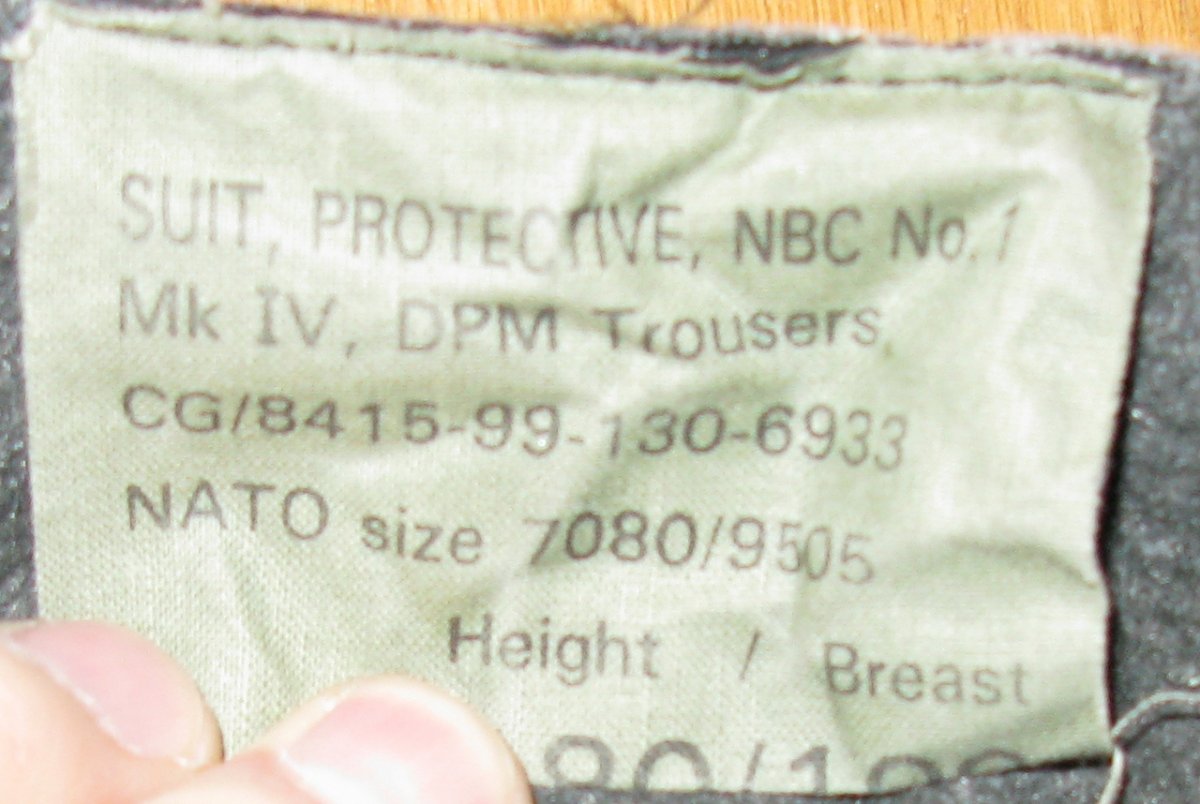 SUIT, PROTECTIVE, NBC No. 1
Mk IV, DPM Trousers,
CG/8415-99-130-6933
NATO size 7080/9505
Height / Breast